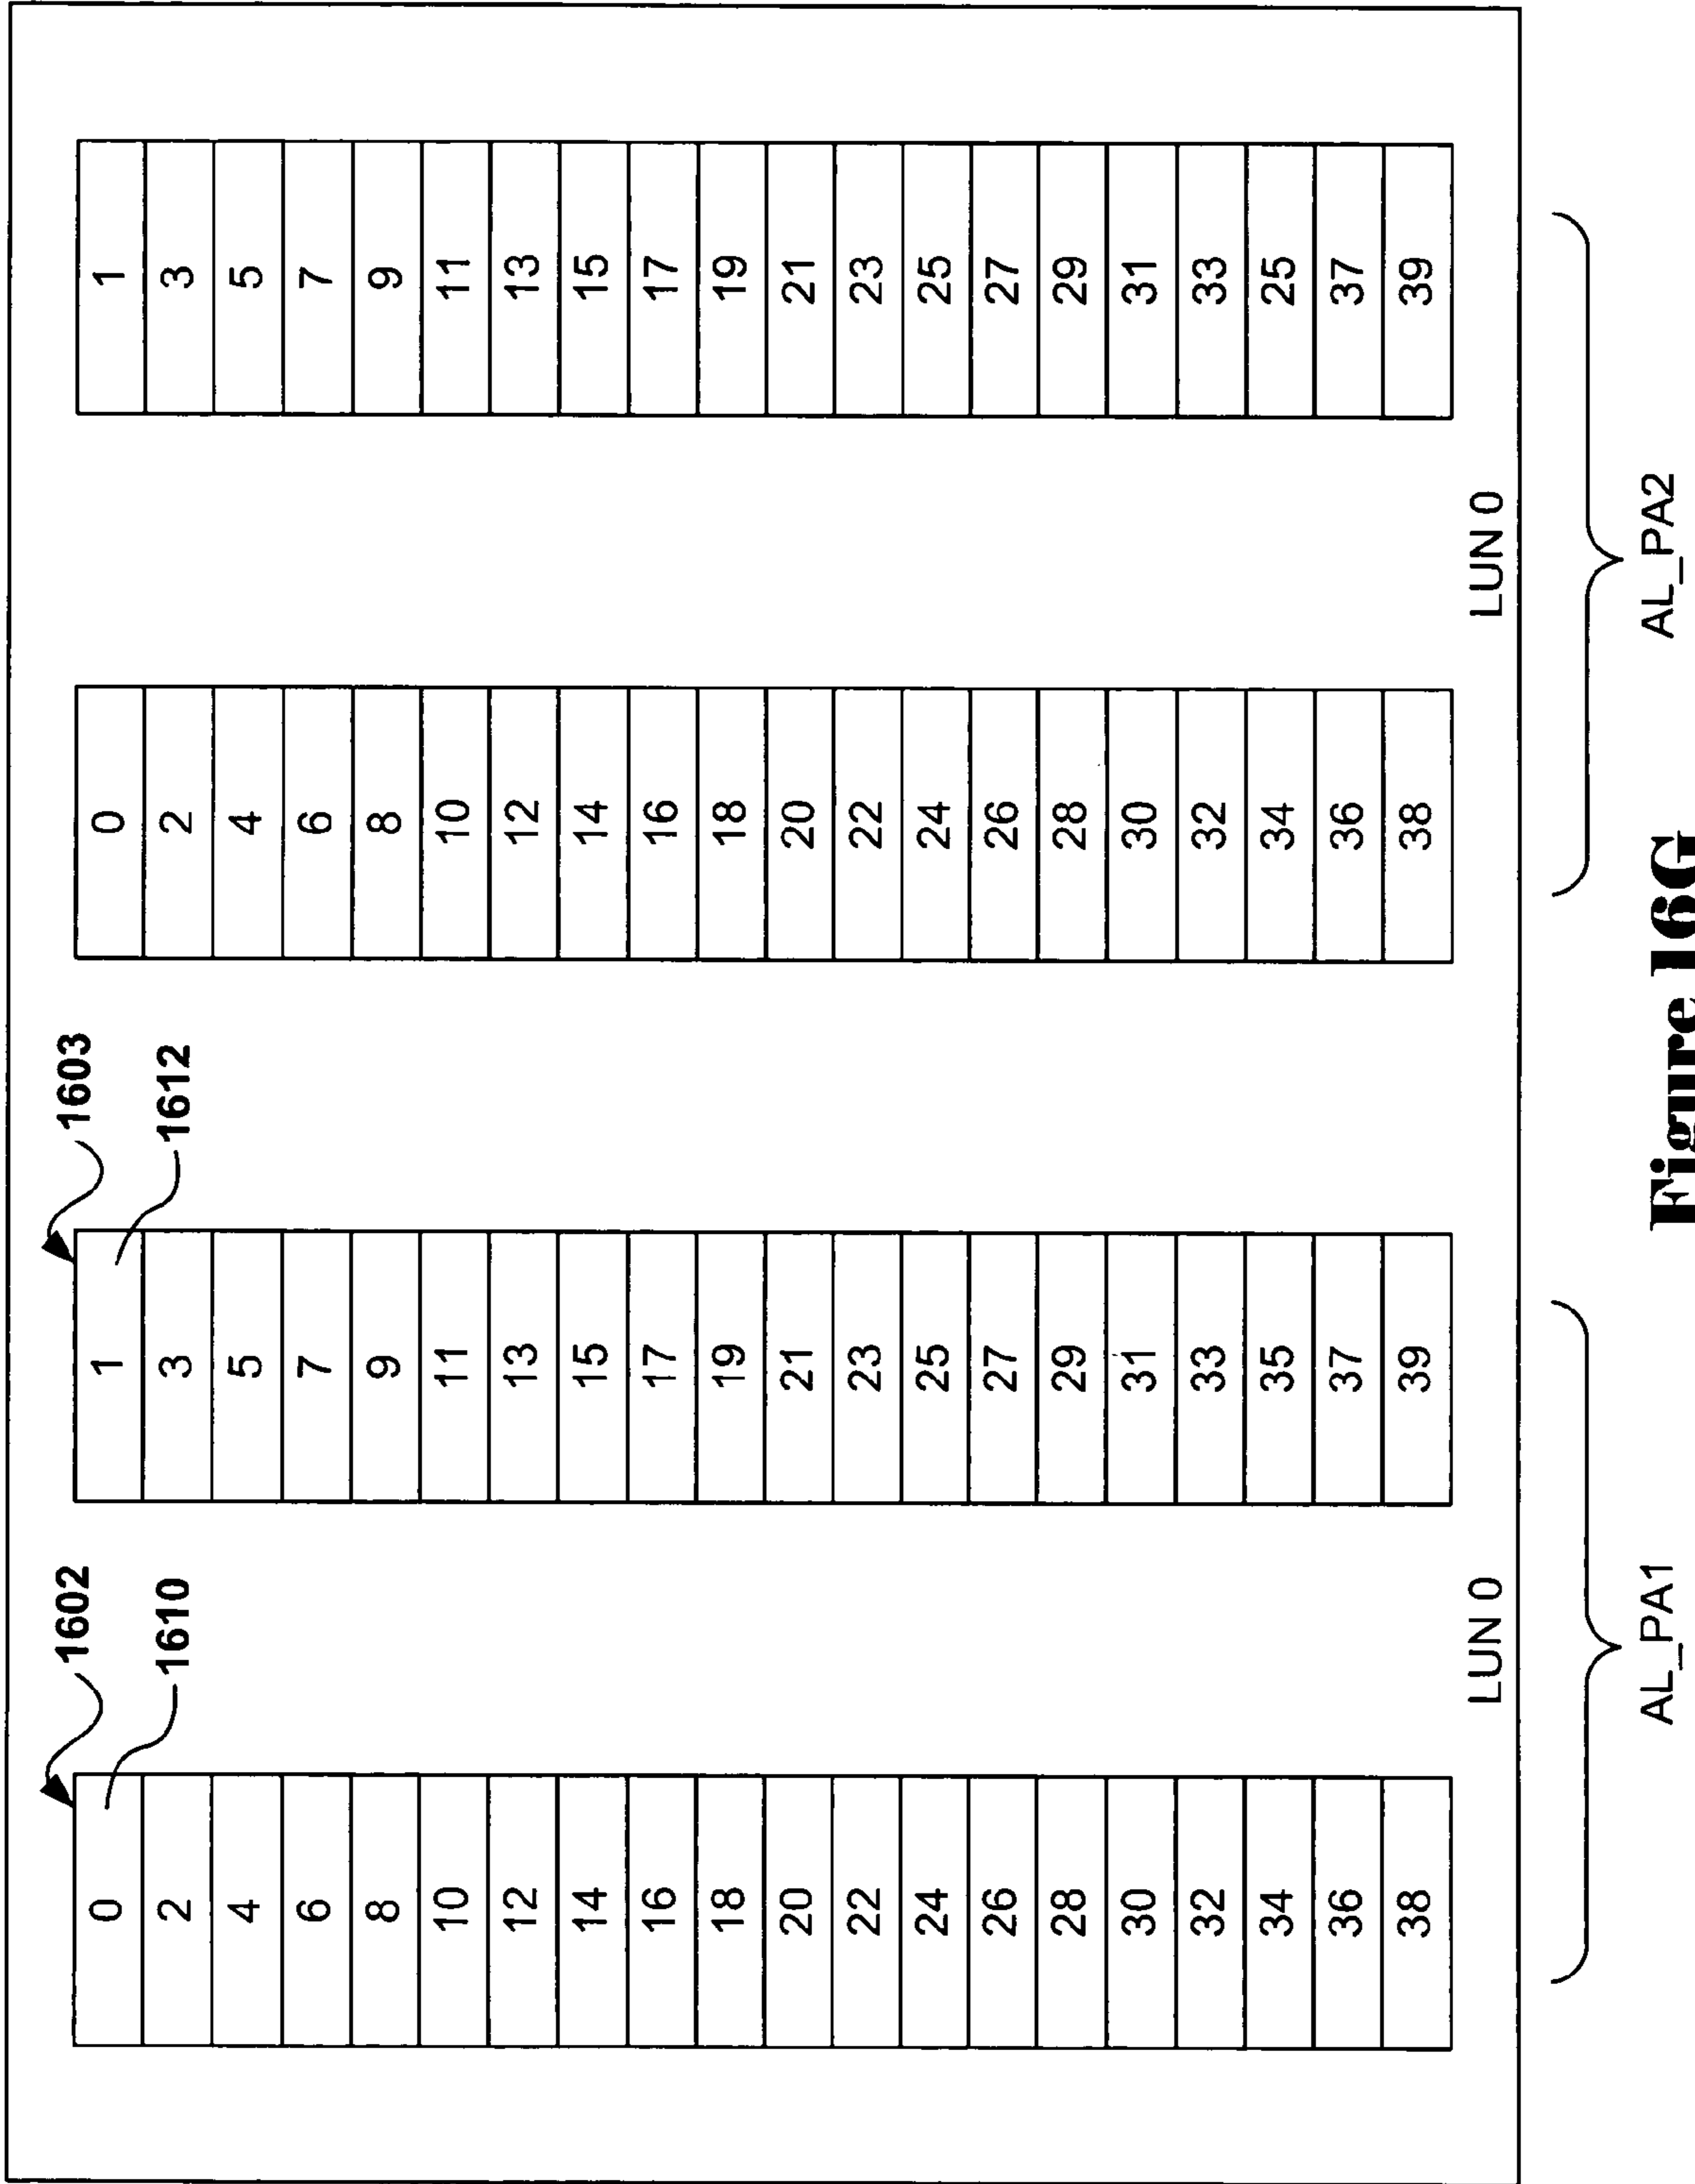 1602 1603
0 1 0 1
1610 1612
2 3 2 3
4 5 4 5
6 7 6 7
8 9 8 9
10 11 10 11
12 13 12 13
14 15 14 15
16 17 16 17
18 19 18 19
20 21 20 21
22 23 22 23
24 25 24 25
26 27 26 27
28 29 28 29
30 31 30 31
32 33 32 33
34 35 34 25
36 37 36 37
38 39 38 39
LUN 0 LUN 0
AL_PA1 AL_PA2
Figure 16G